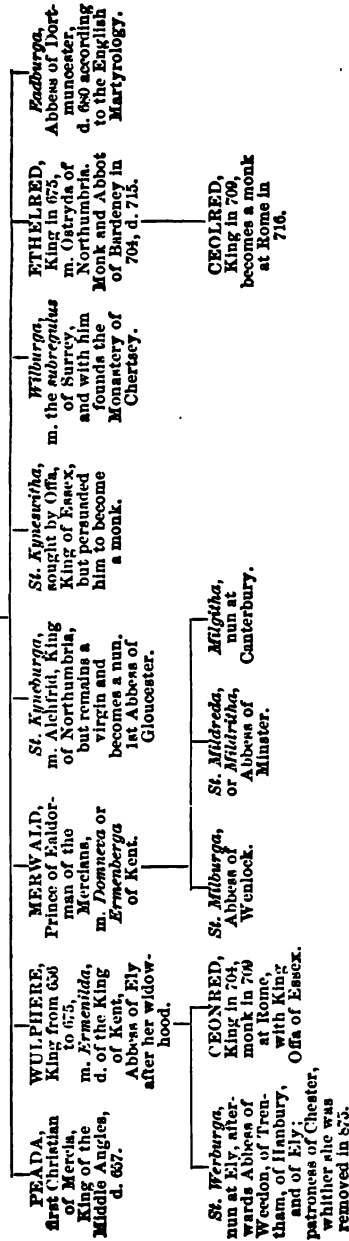 PEADA,
first Christian
of Mercia,
King of the
Middle Angles,
d. 657.
WULPHERE,
King from 656
to 675,
m. Ermenilda,
d. of the King
of Kent,
Abbess of Ely
after her widow-
hood.
MERWALD,
Prince of Ealdor-
man of the
Mercians,
m. Domneva or
Ermenberga
of Kent.
St. Kyneburga,
m. Alchfrid, King
of Northumbria,
but remains a
virgin and
becomes a nun.
1st Abbess of
Gloucester.
St. Kyneswitha,
sought by Offa,
King of Essex,
but persuaded
him to become
a monk.
Wilburga,
m. the subregulus
of Surrey,
and with him
founds the
Monastery of
Chertsey.
ETHELRED,
King in 675,
m. Ostryda of
Northumbria.
Monk and Abbot
of Bardeney in
704, d. 715.
Eadburga,
Abbess of Dort-
muncester,
d. 680 according
to the English
Martyrology.
St. Werburga,
nun at Ely, after-
wards Abbess of
Weedon, of Tren-
tham, of Hanbury,
and of Ely;
patroness of Chester,
whither she was
removed in 875.
CEONRED,
King in 704,
monk in 709
at Rome,
with King
Offa of Essex.
St. Milburga,
Abbess of
Wenlock.
St. Mildreda,
or Mildritha,
Abbess of
Minster.
Milgitha,
nun at
Canterbury.
CEOLRED,
King in 709,
becomes a monk
at Rome in
716.